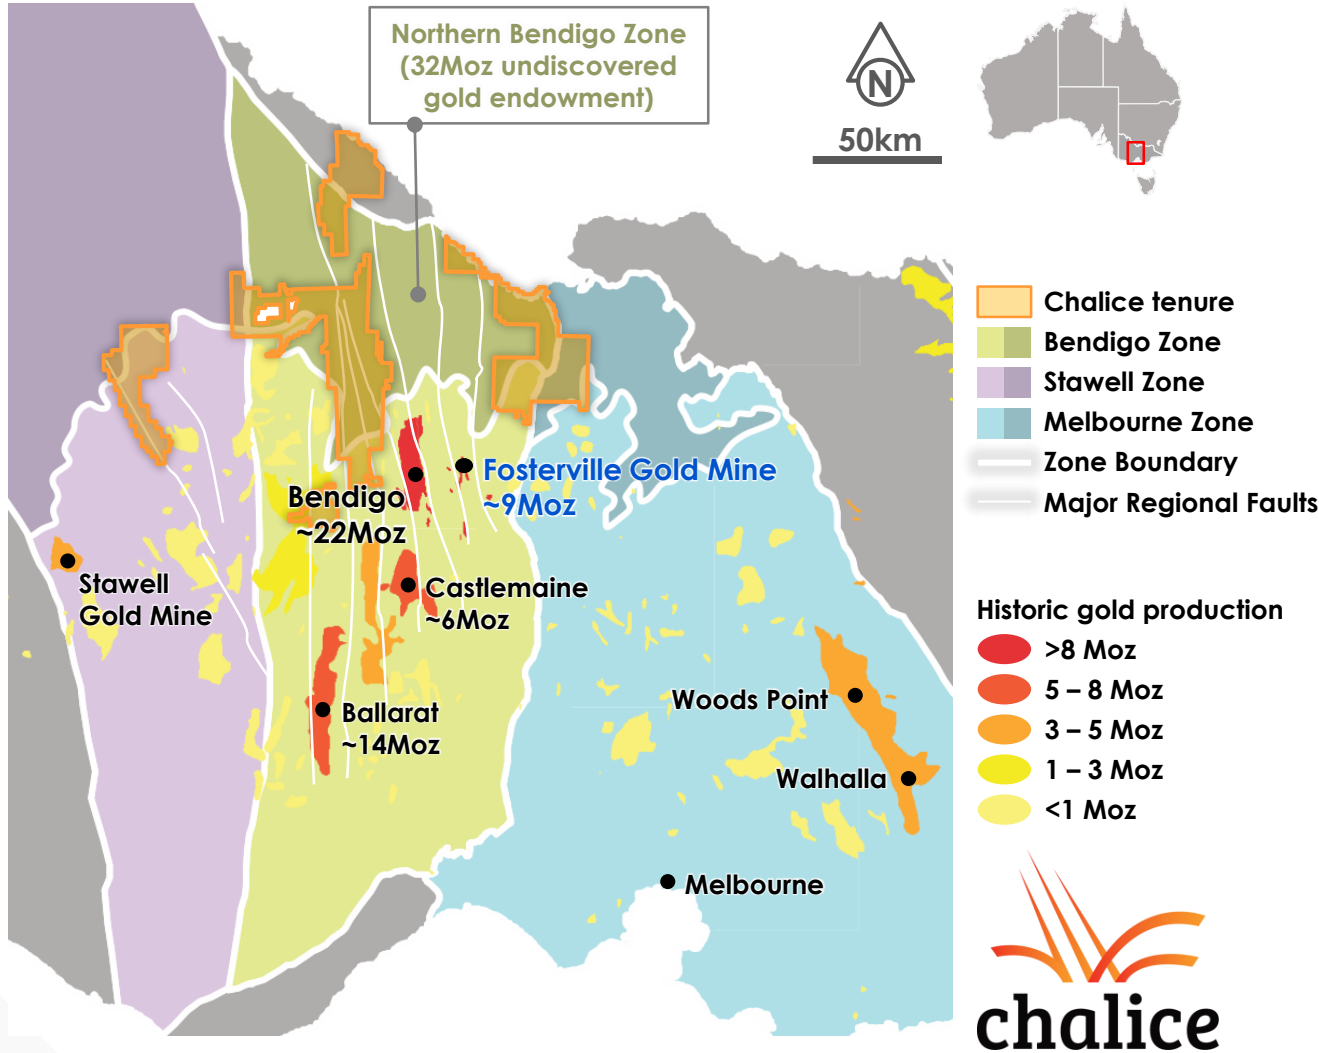 Northern Bendigo Zone
(32Moz undiscovered
gold endowment)
N
50km
Chalice tenure
Bendigo Zone
Stawell Zone
Melbourne Zone
Zone Boundary
Major Regional Faults
Fosterville Gold Mine
~9Moz
Bendigo
~22Moz
Stawell
Gold Mine
Castlemaine
~6Moz
Ballarat
~14Moz
Woods Point
Walhalla
Melbourne
Historic gold production
>8 Moz
5 – 8 Moz
3 – 5 Moz
1 – 3 Moz
<1 Moz
chalice